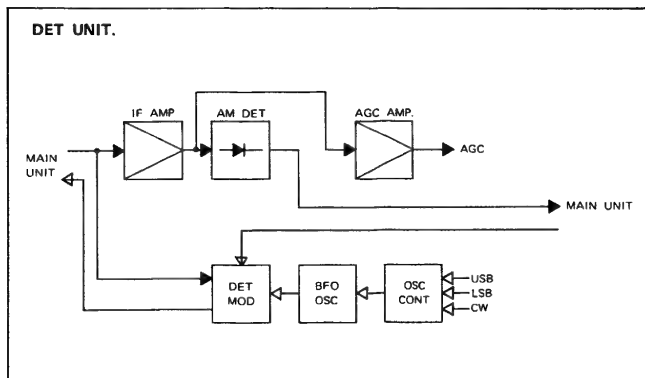 DET UNIT.
IF AMP
AM DET
AGC AMP.
AGC
MAIN
UNIT
MAIN UNIT
DET
MOD
BFO
OSC
OSC
CONT
USB
LSB
CW